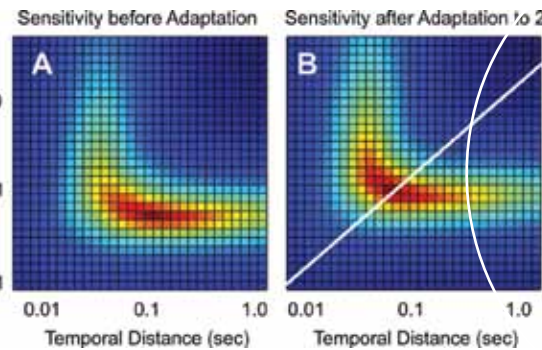 Sensitivity before Adaptation
Sensitivity after Adaptation to 2
A
B
0.01 0.1 1.0
0.01 0.1 1.0
Temporal Distance (sec)
Temporal Distance (sec)